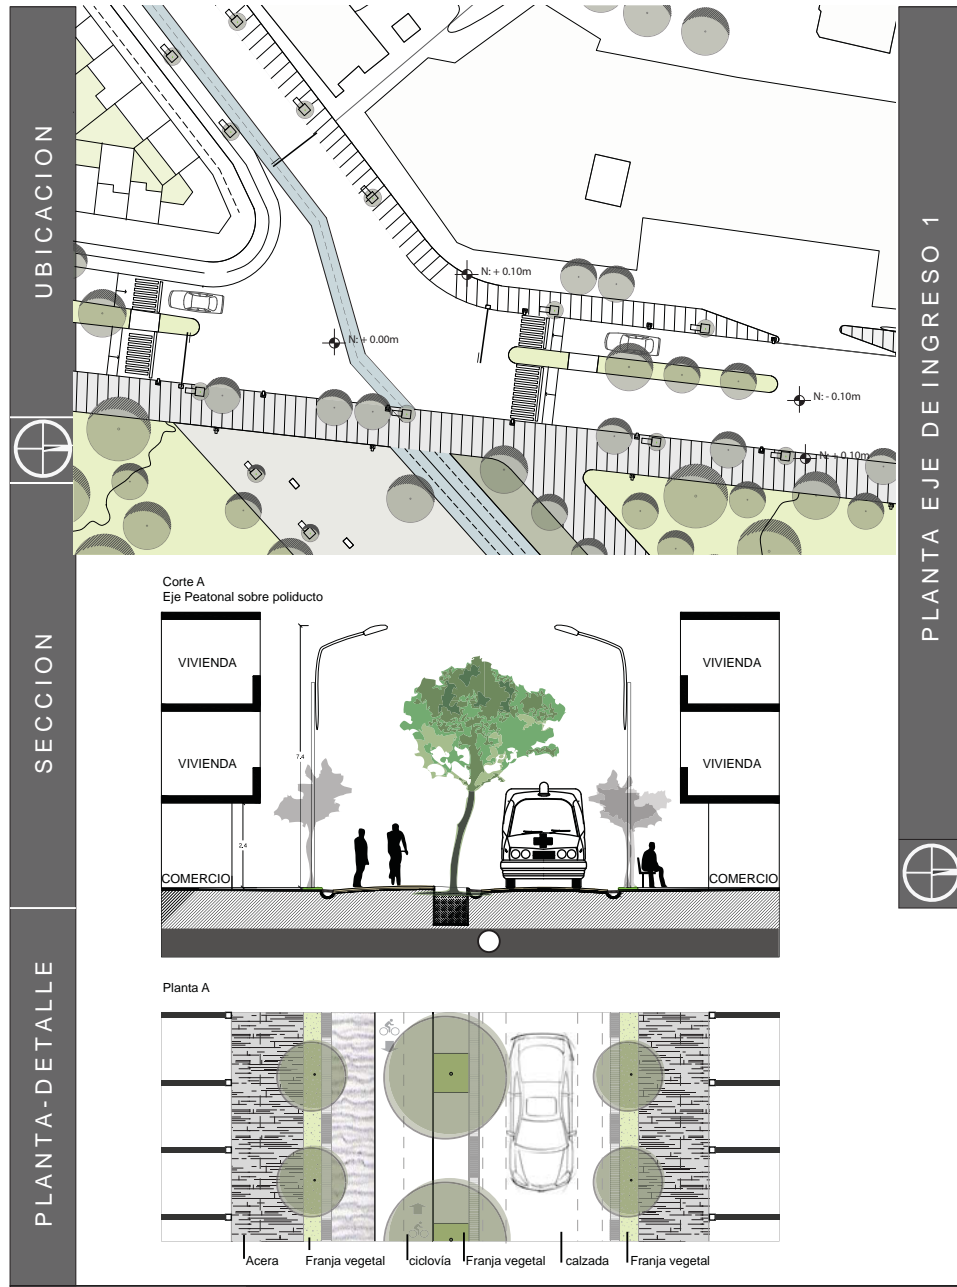 UBICACION
PLANTA EJE DE INGRESO 1
N: + 0.10m
N: + 0.00m
N: - 0.10m
N: + 0.10m
Corte A
Eje Peatonal sobre poliducto
SECCION
VIVIENDA
VIVIENDA
VIVIENDA
VIVIENDA
7,4
2,4
COMERCIO
COMERCIO
PLANTA-DETALLE
Planta A
Acera
Franja vegetal
ciclovía
Franja vegetal
calzada
Franja vegetal